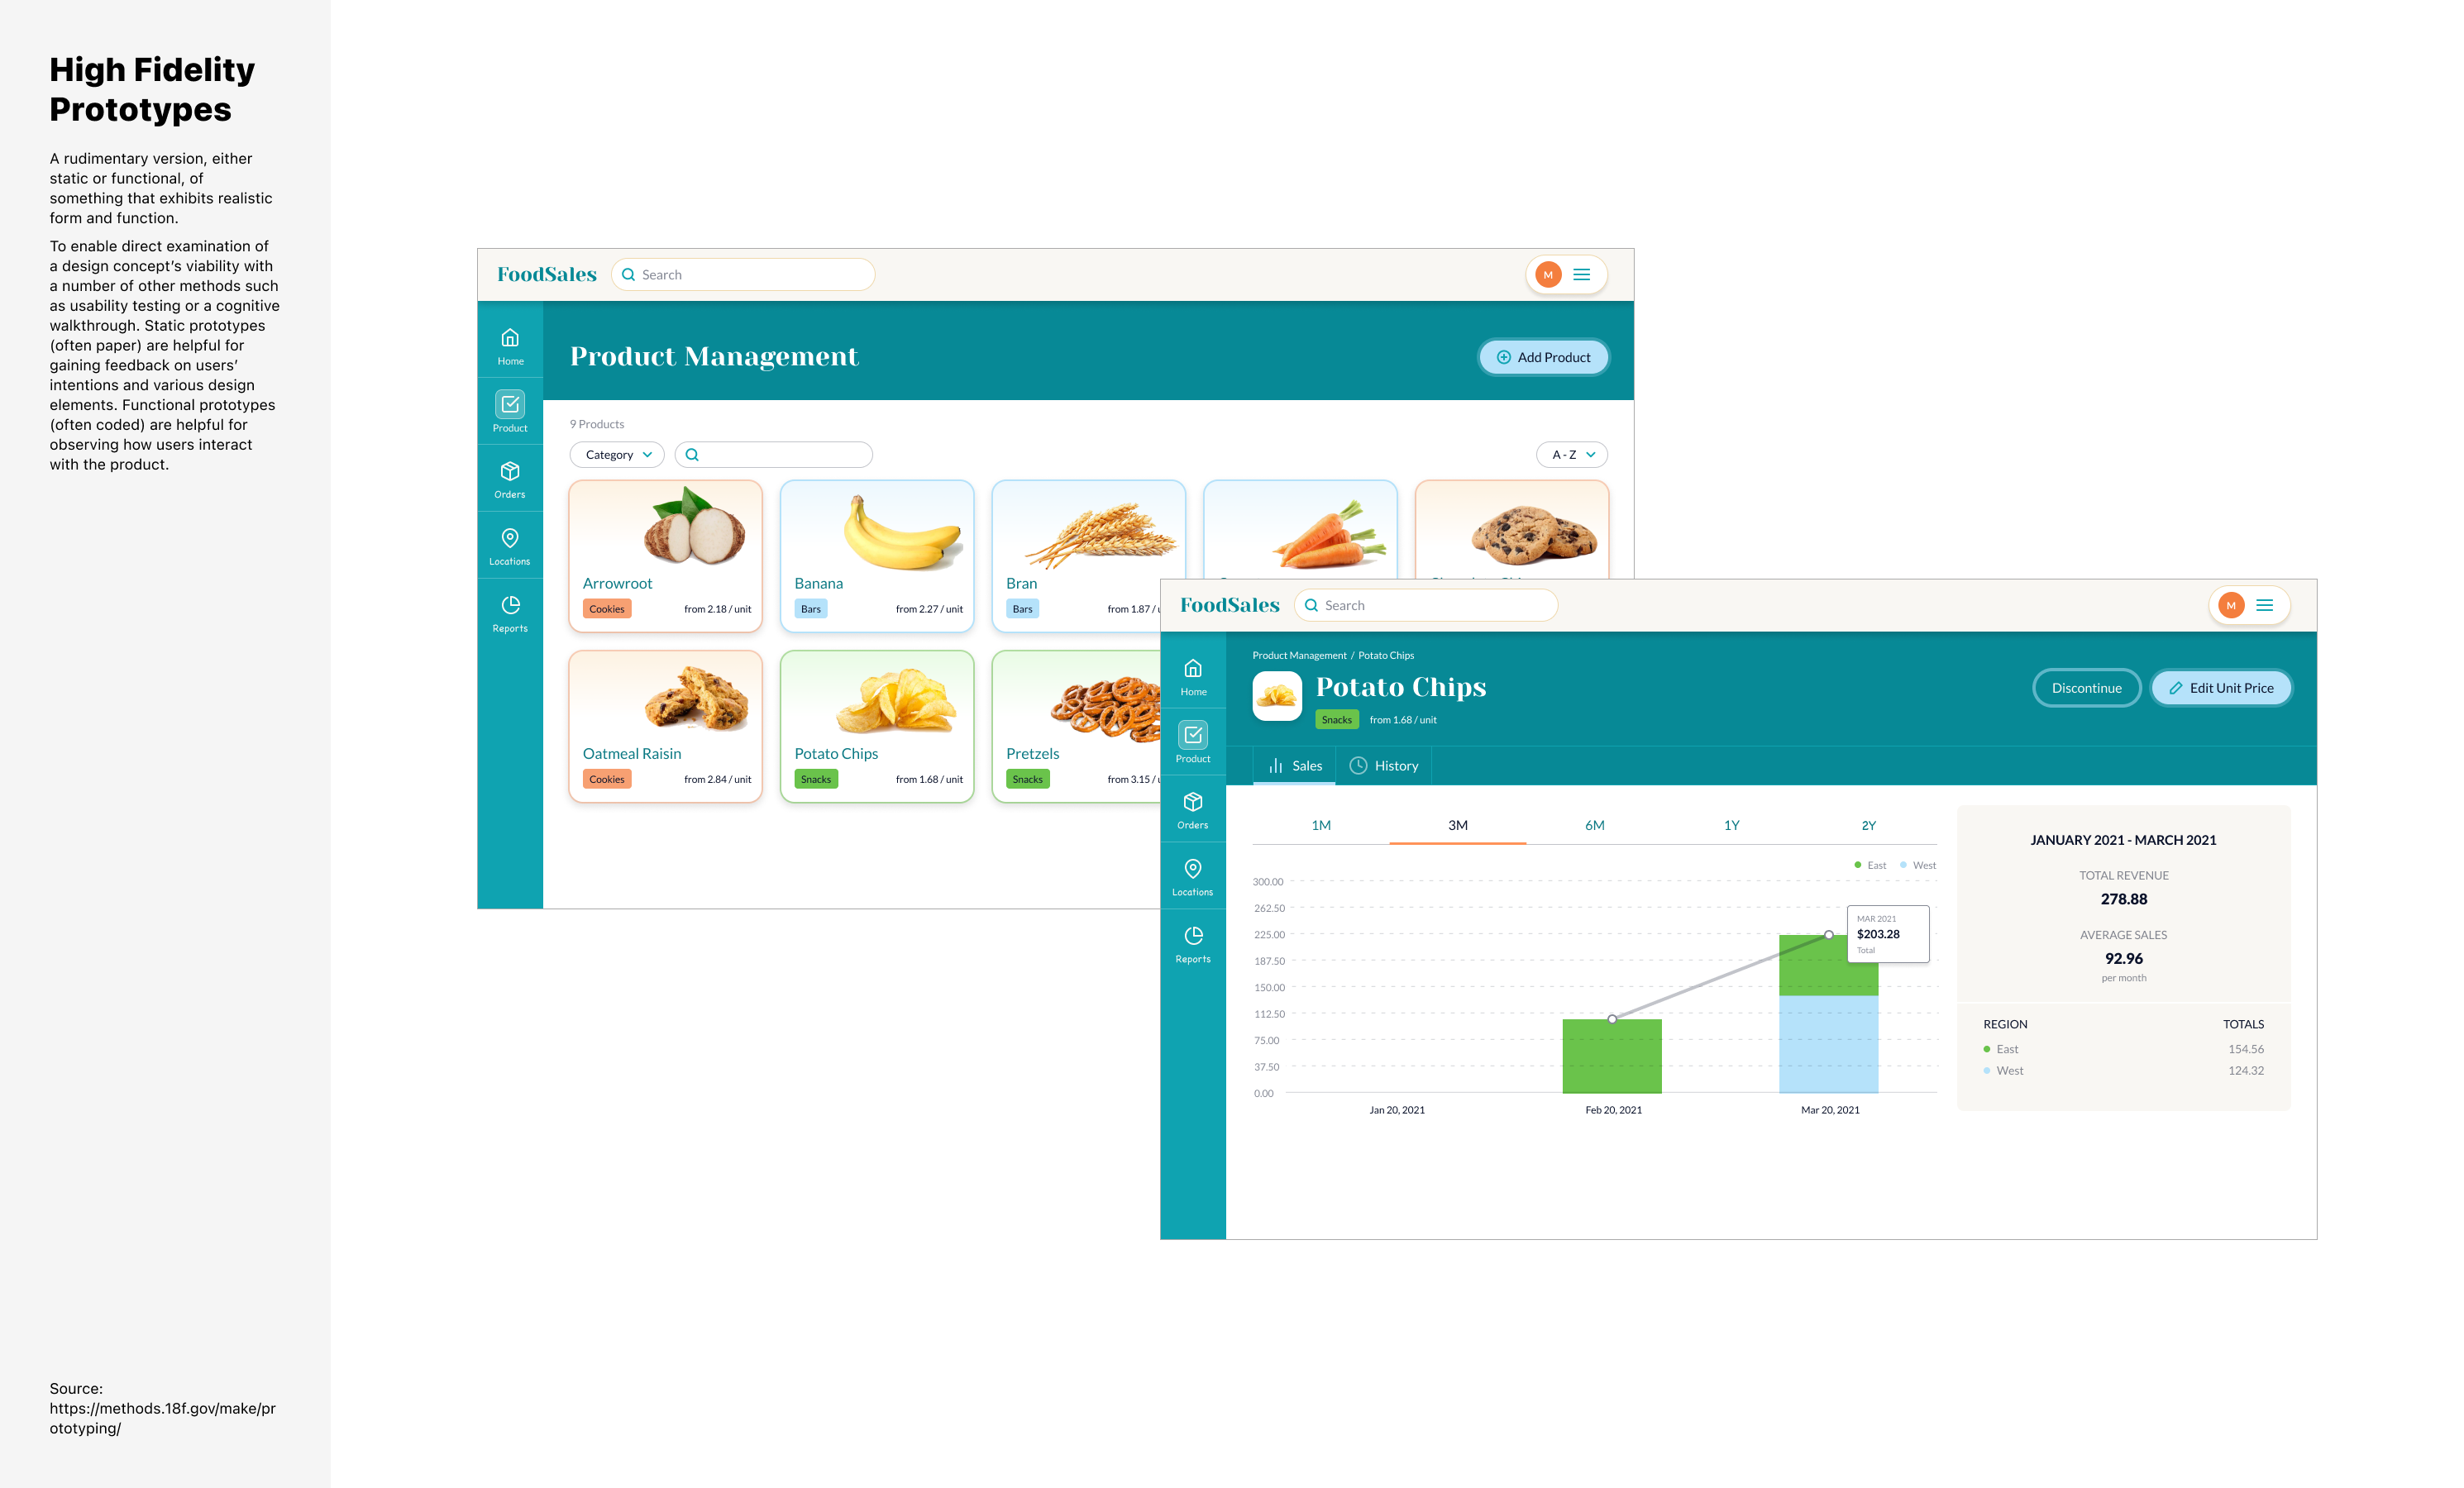 High Fidelity
Prototypes
A rudimentary version, either
static or functional, of
something that exhibits realistic
form and function.
To enable direct examination of
a design concept's viability with
a number of other methods such
as usability testing or a cognitive
walkthrough. Static prototypes
(often paper) are helpful for
gaining feedback on users'
intentions and various design
elements. Functional prototypes
(often coded) are helpful for
observing how users interact
with the product.
Source:
https://methods.18f.gov/make/pr
ototyping/
FoodSales
Search
M
Home
Product
Orders
Locations
Reports
Product Management
Add Product
9 Products
Category
A - Z
Arrowroot
Cookies
from 2.18 / unit
Banana
Bars
from 2.27 / unit
Bran
Bars
from 1.87 /
Oatmeal Raisin
Cookies
from 2.84 / unit
Potato Chips
Snacks
from 1.68 / unit
Pretzels
Snacks
from 3.15 /
FoodSales
Search
M
Home
Product
Orders
Locations
Reports
Product Management / Potato Chips
Potato Chips
Snacks
from 1.68 / unit
Discontinue
Edit Unit Price
Sales
History
1M
3M
6M
1Y
2Y
East
West
300.00
262.50
225.00
187.50
150.00
112.50
75.00
37.50
0.00
MAR 2021
$203.28
Total
Jan 20, 2021
Feb 20, 2021
Mar 20, 2021
JANUARY 2021 - MARCH 2021
TOTAL REVENUE
278.88
AVERAGE SALES
92.96
per month
REGION TOTALS
East 154.56
West 124.32